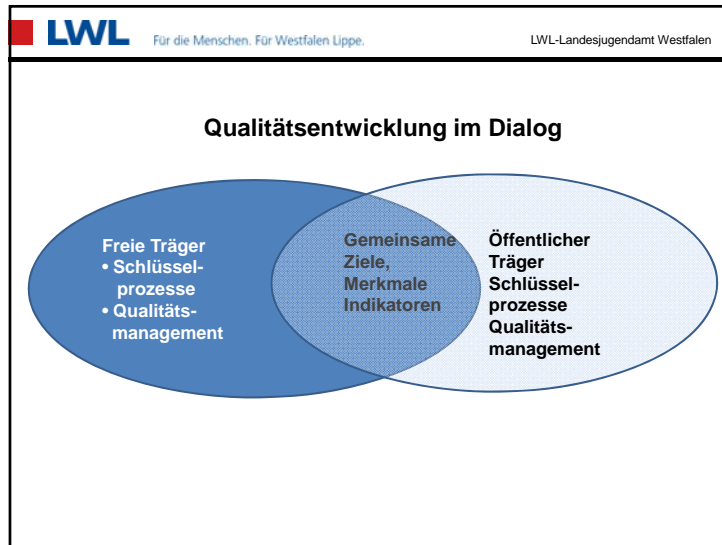 LWL Für die Menschen. Für Westfalen Lippe. LWL-Landesjugendamt Westfalen
Qualitätsentwicklung im Dialog
Freie Träger
• Schlüssel-
prozesse
• Qualitäts-
management
Gemeinsame
Ziele,
Merkmale
Indikatoren
Öffentlicher
Träger
Schlüssel-
prozesse
Qualitäts-
management